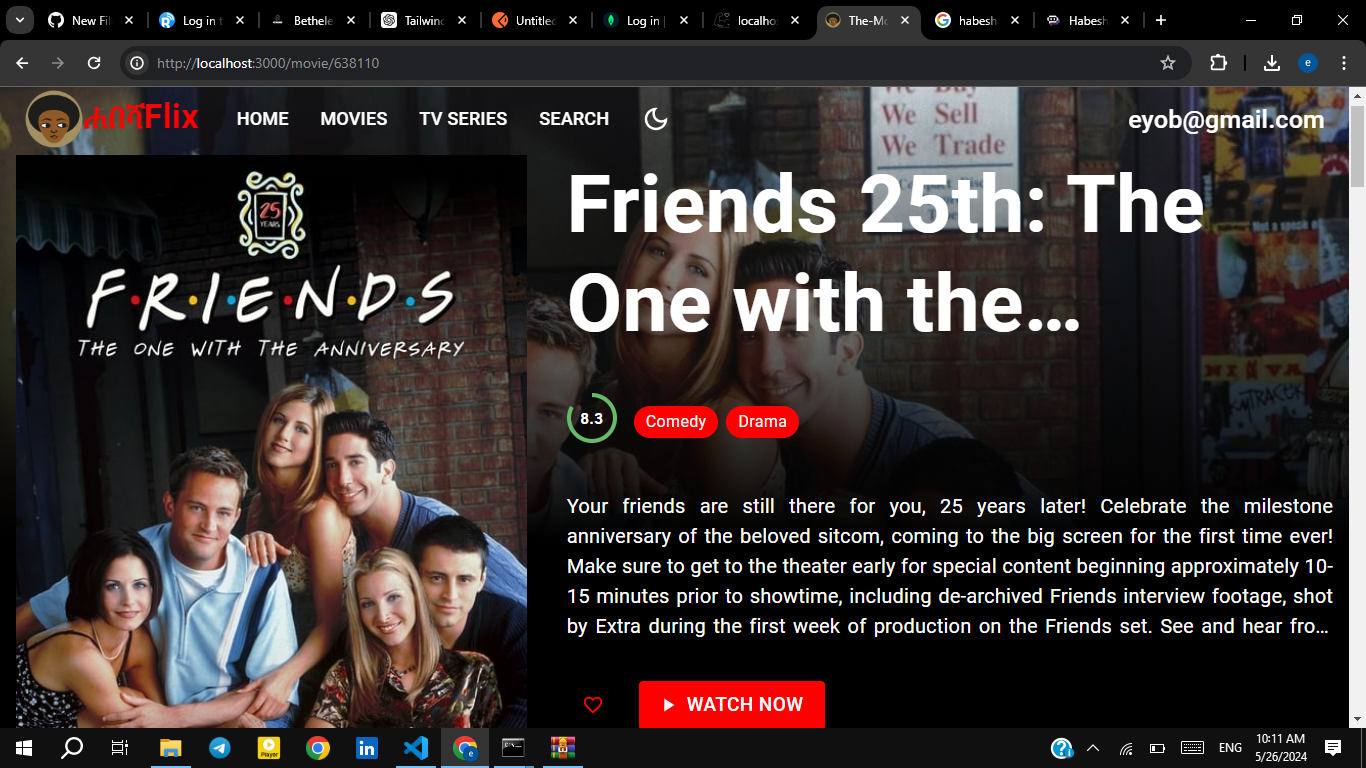 New Fil
Log in t
Bethele
Tailwind
Untitled
Log in |
localho
The-Mo
habesh
Habesh
http://localhost:3000/movie/638110
e
ሐበሻFlix
HOME
MOVIES
TV SERIES
SEARCH
eyob@gmail.com
We Buy
We Sell
We Trade
25
YEARS
F·R·I·E·N·D·S
THE ONE WITH THE ANNIVERSARY
Friends 25th: The
One with the…
8.3
Comedy
Drama
Your friends are still there for you, 25 years later! Celebrate the milestone
anniversary of the beloved sitcom, coming to the big screen for the first time ever!
Make sure to get to the theater early for special content beginning approximately 10-
15 minutes prior to showtime, including de-archived Friends interview footage, shot
by Extra during the first week of production on the Friends set. See and hear fro…
WATCH NOW
Player
ENG
10:11 AM
5/26/2024